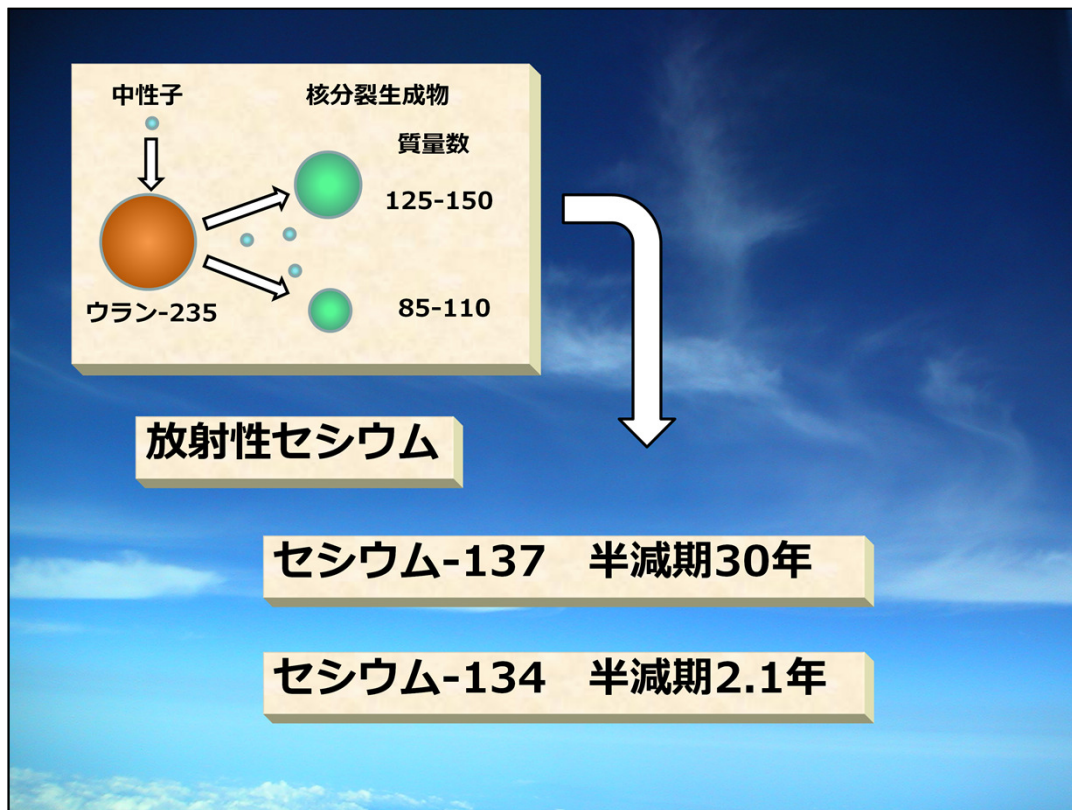 中性子
核分裂生成物
質量数
125-150
ウラン-235
85-110
放射性セシウム
セシウム-137　半減期30年
セシウム-134　半減期2.1年